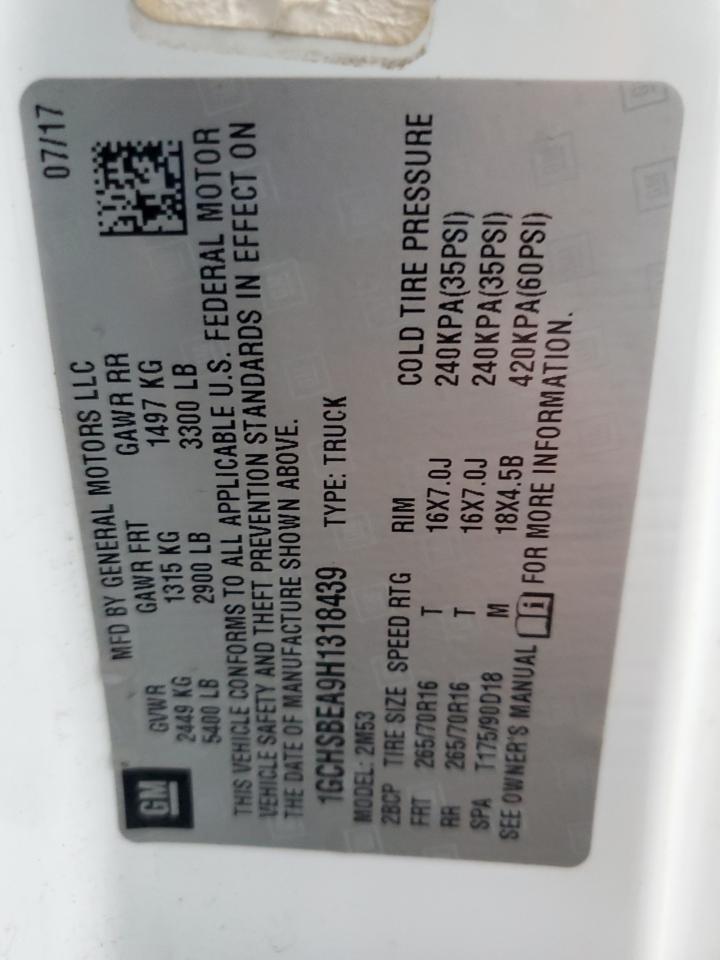 07/17
MFD BY GENERAL MOTORS LLC
GVWR GAWR FRT GAWR RR
2449 KG 1315 KG 1497 KG
5400 LB 2900 LB 3300 LB
GM
THIS VEHICLE CONFORMS TO ALL APPLICABLE U.S. FEDERAL MOTOR
VEHICLE SAFETY AND THEFT PREVENTION STANDARDS IN EFFECT ON
THE DATE OF MANUFACTURE SHOWN ABOVE.
1GCHSBEA9H1318439 TYPE: TRUCK
MODEL: 2M53
2BCP TIRE SIZE SPEED RTG RIM COLD TIRE PRESSURE
FRT 265/70R16 T 16X7.0J 240KPA(35PSI)
RR 265/70R16 T 16X7.0J 240KPA(35PSI)
SPA T175/90D18 M 18X4.5B 420KPA(60PSI)
SEE OWNER'S MANUAL FOR MORE INFORMATION.